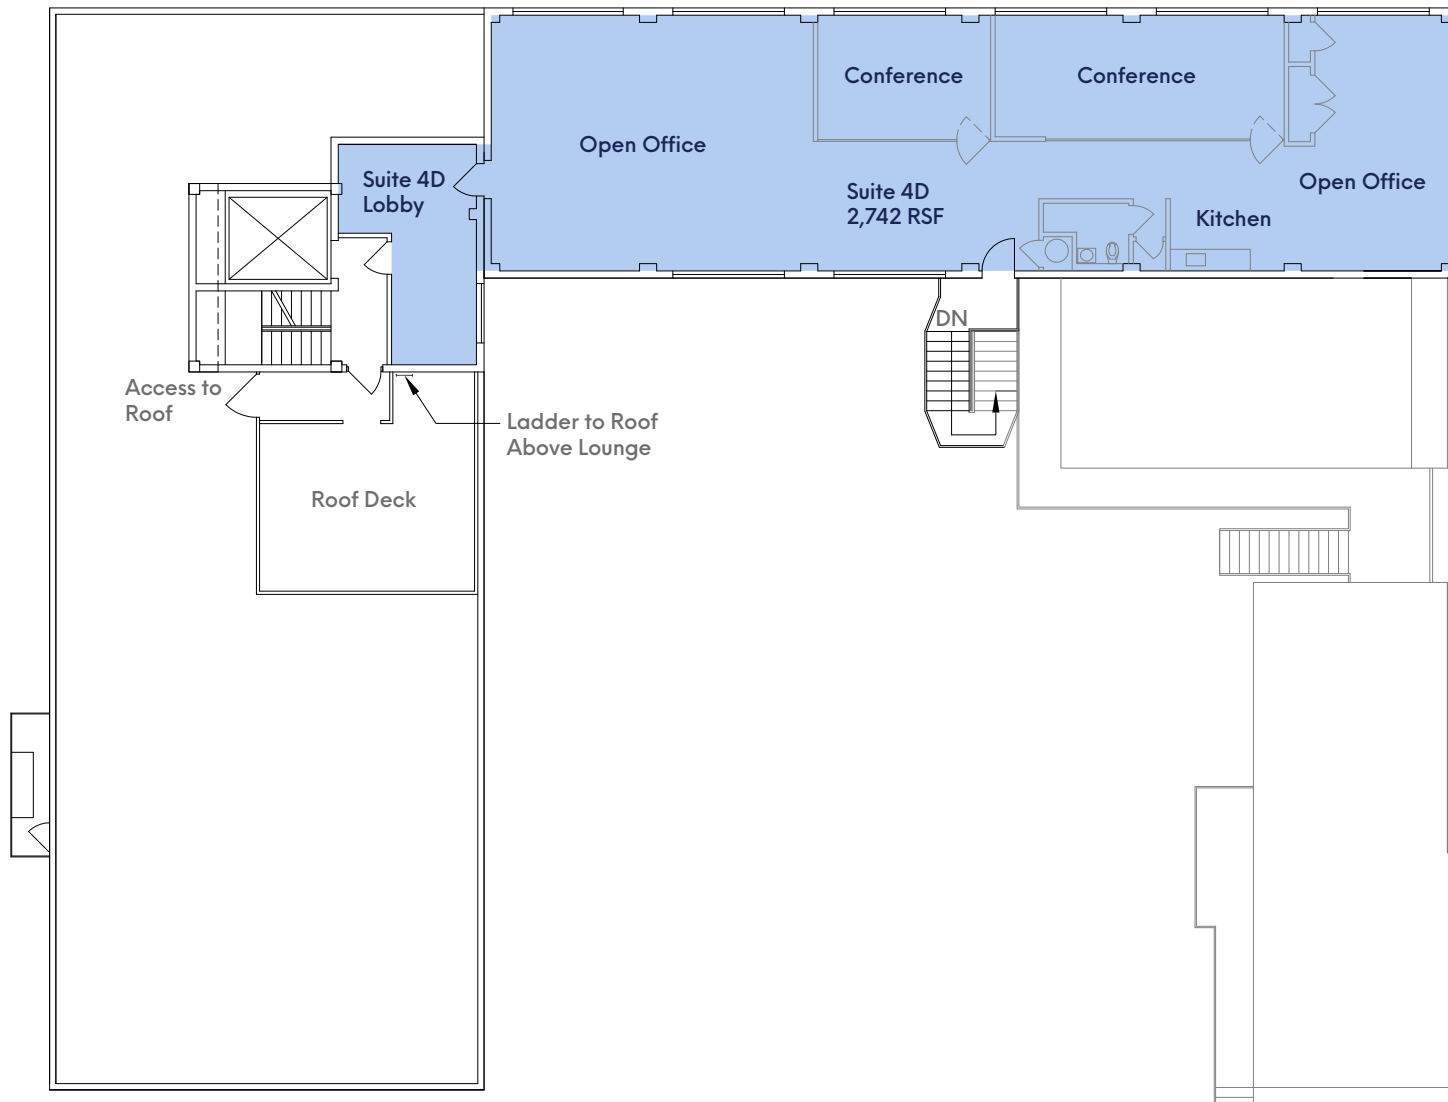 Conference
Conference
Open Office
Suite 4D
Lobby
Suite 4D
2,742 RSF
Open Office
Kitchen
DN
Access to
Roof
Ladder to Roof
Above Lounge
Roof Deck